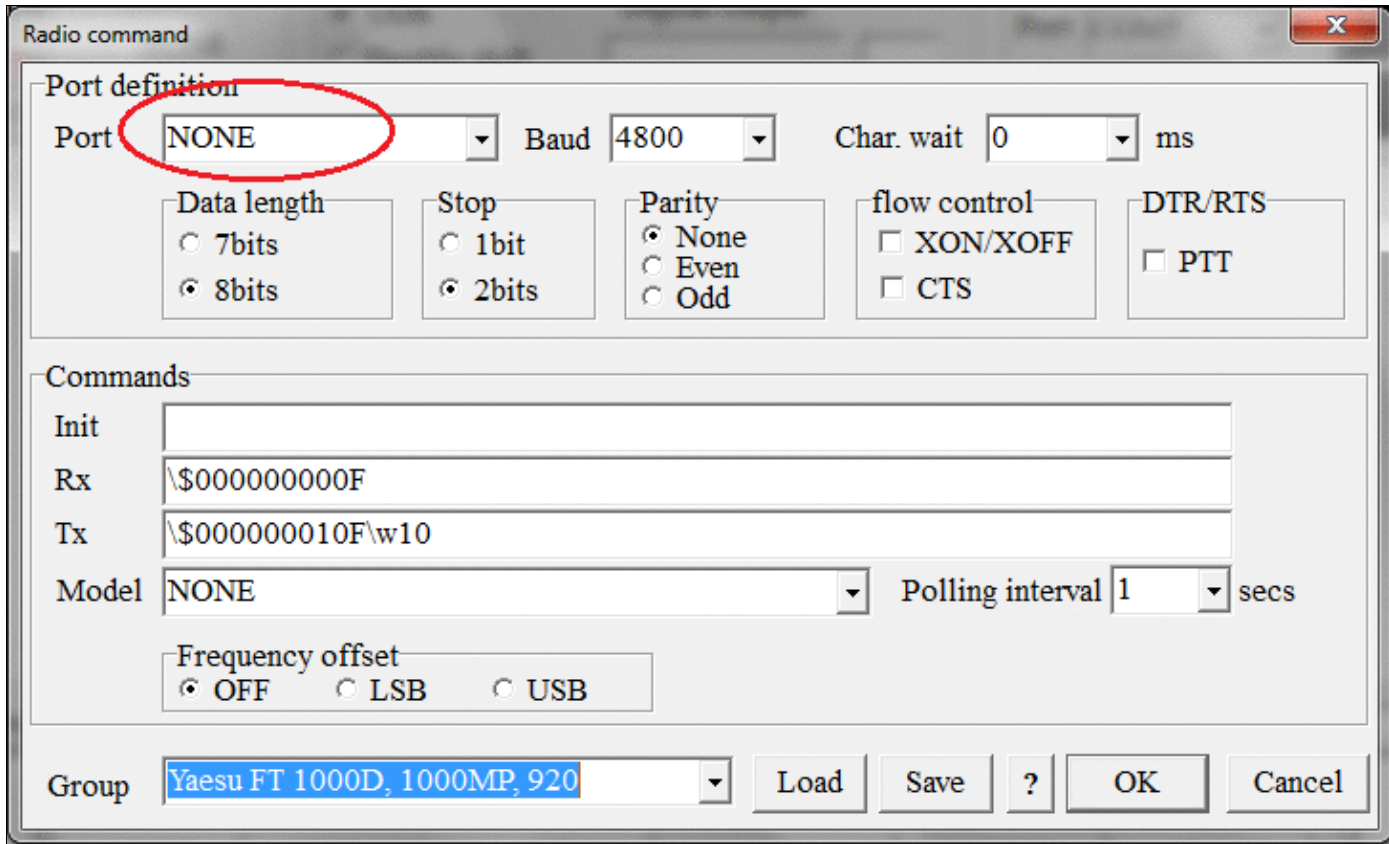 Radio command
Port definition
Port NONE Baud 4800 Char. wait 0 ms
Data length Stop Parity flow control DTR/RTS
7bits 1bit None XON/XOFF PTT
8bits 2bits Even CTS
Odd
Commands
Init
Rx \$000000000F
Tx \$000000010F\w10
Model NONE Polling interval 1 secs
Frequency offset
OFF LSB USB
Group Yaesu FT 1000D, 1000MP, 920 Load Save ? OK Cancel